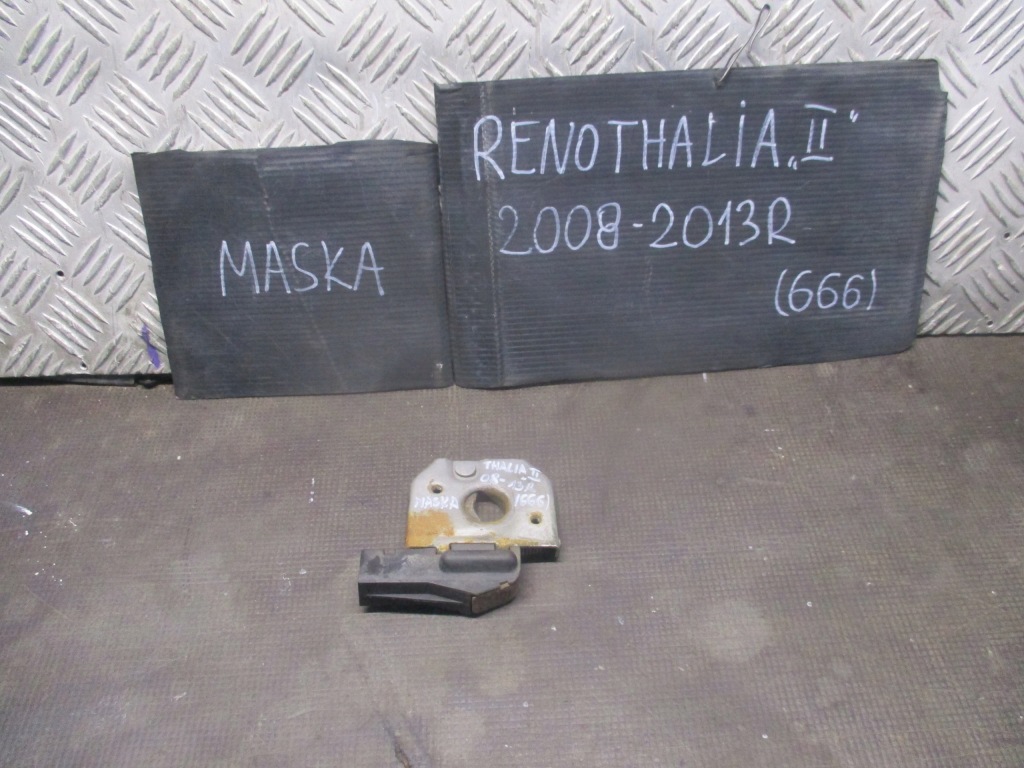 MASKA
RENOTHALIA „II”
2008-2013R
(666)
THALIA II
08-13R
MASKA (666)